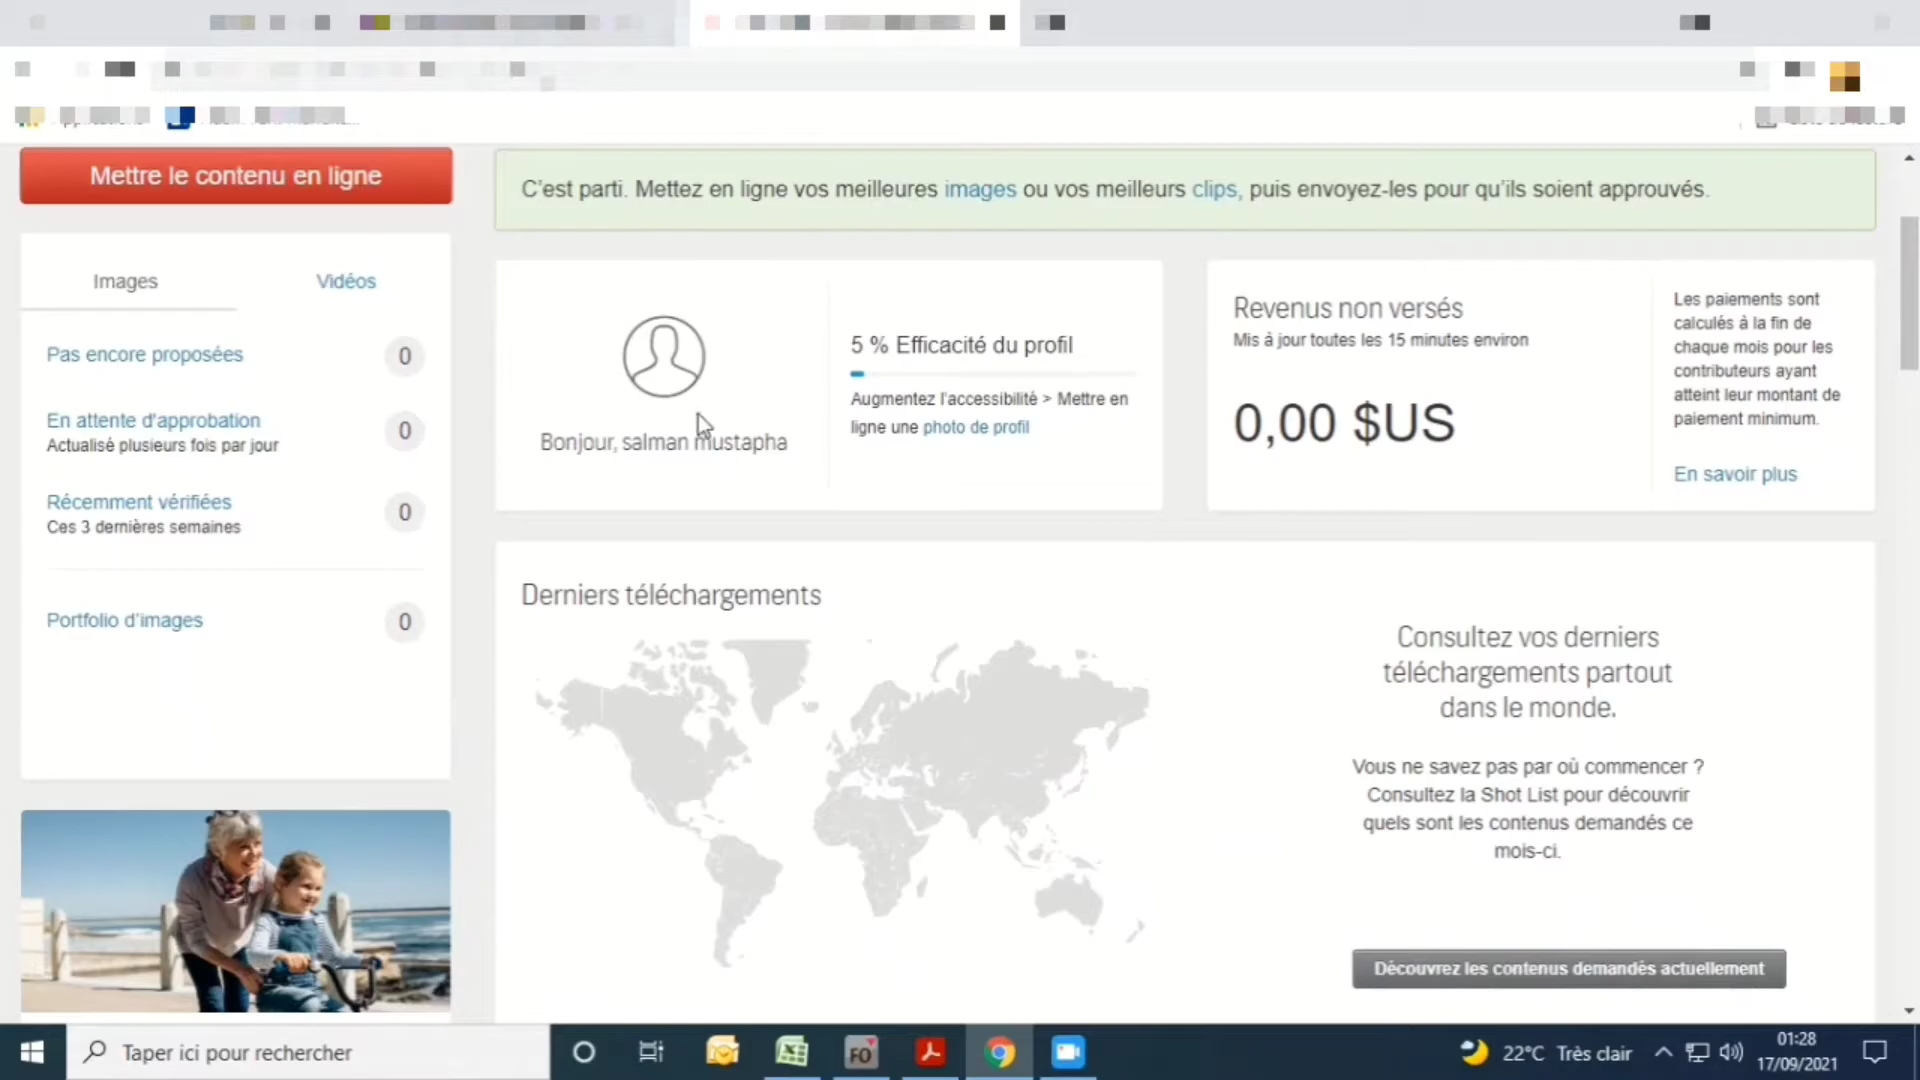 Mettre le contenu en ligne
C'est parti. Mettez en ligne vos meilleures images ou vos meilleurs clips, puis envoyez-les pour qu'ils soient approuvés.
Images
Vidéos
Pas encore proposées
0
En attente d'approbation
0
Actualisé plusieurs fois par jour
Récemment vérifiées
0
Ces 3 dernières semaines
Portfolio d'images
0
Bonjour, salman mustapha
5 % Efficacité du profil
Augmentez l'accessibilité > Mettre en
ligne une photo de profil
Revenus non versés
Mis à jour toutes les 15 minutes environ
0,00 $US
Les paiements sont
calculés à la fin de
chaque mois pour les
contributeurs ayant
atteint leur montant de
paiement minimum.
En savoir plus
Derniers téléchargements
Consultez vos derniers
téléchargements partout
dans le monde.
Vous ne savez pas par où commencer ?
Consultez la Shot List pour découvrir
quels sont les contenus demandés ce
mois-ci.
Découvrez les contenus demandés actuellement
Taper ici pour rechercher
FO
22°C Très clair
01:28
17/09/2021